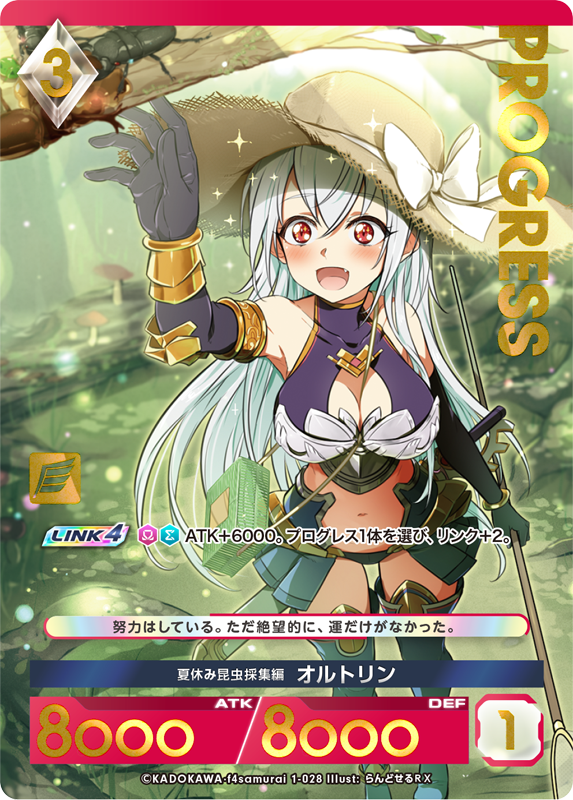 3
PROGRESS
LINK4 Ω Σ ATK+6000。プログレス1体を選び、リンク+2。
努力はしている。ただ絶望的に、運だけがなかった。
夏休み昆虫採集編 オルトリン
ATK DEF
8000 / 8000 1
©KADOKAWA-f4samurai 1-028 Illust: らんどせるRX